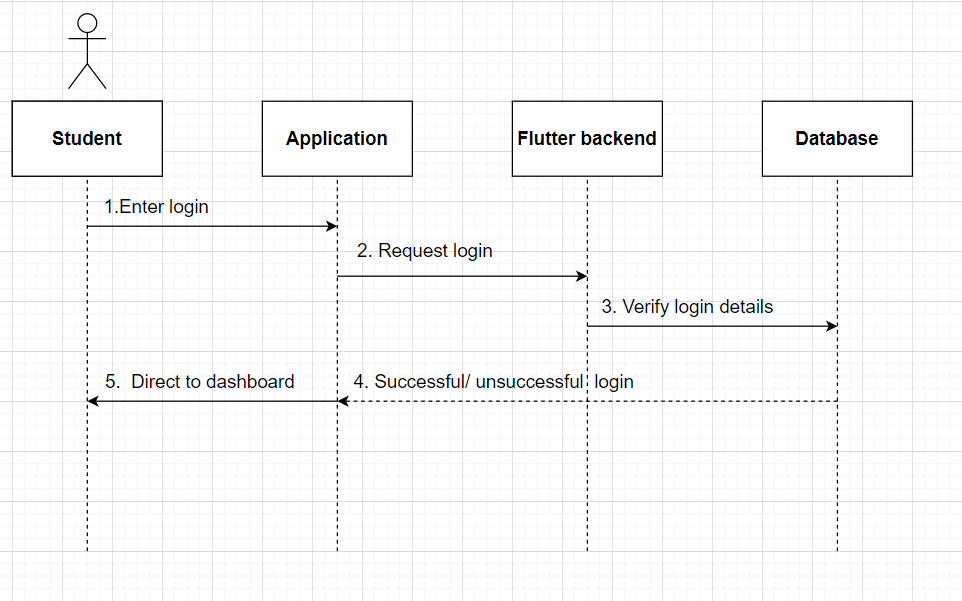 Student
Application
Flutter backend
Database
1.Enter login
2. Request login
3. Verify login details
5.  Direct to dashboard
4. Successful/ unsuccessful login